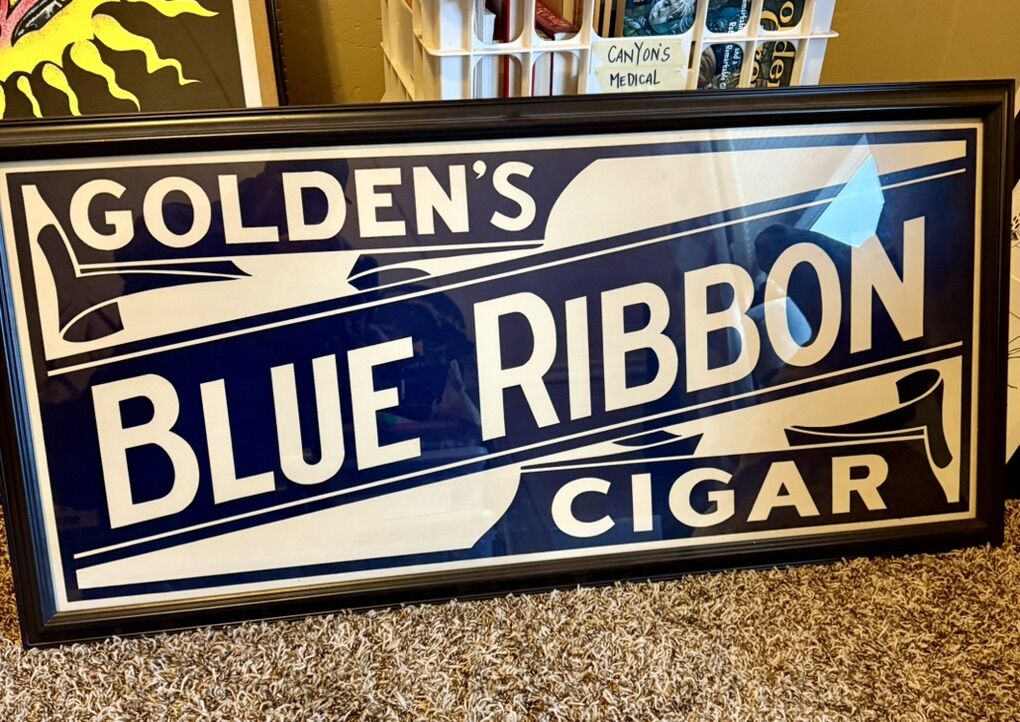 CANYON'S
MEDICAL
GOLDEN'S
BLUE RIBBON
CIGAR